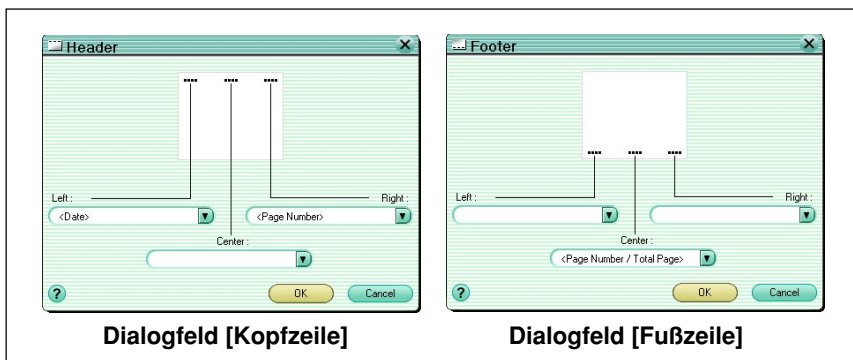 Header
Left :
Right :
<Date>
<Page Number>
Center :
OK
Cancel
Dialogfeld [Kopfzeile]
Footer
Left :
Right :
Center :
<Page Number / Total Page>
OK
Cancel
Dialogfeld [Fußzeile]